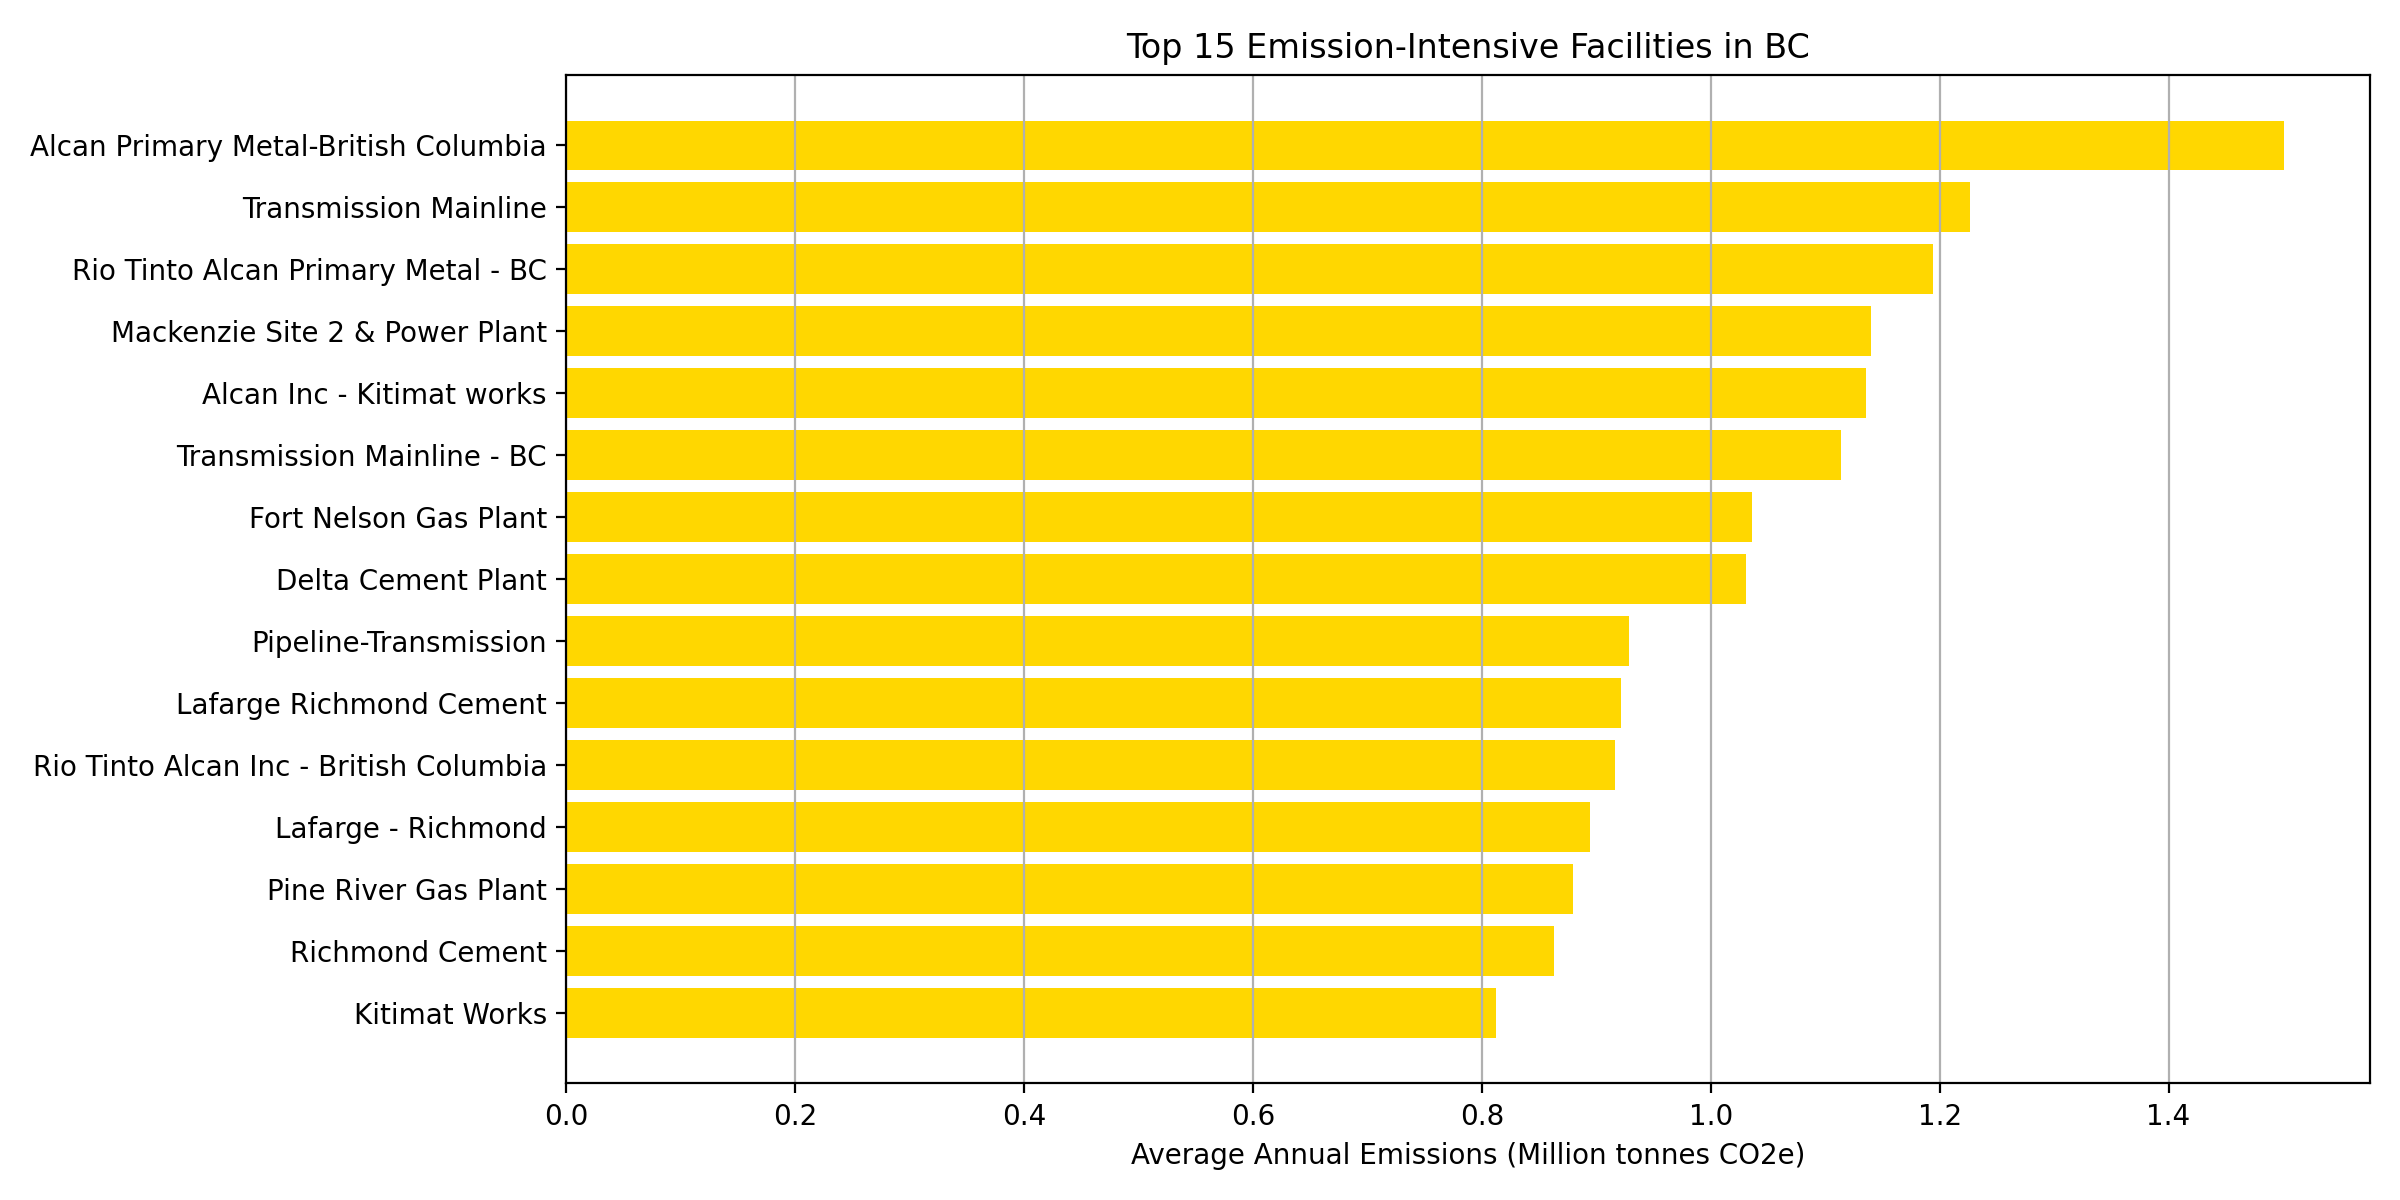 Top 15 Emission-Intensive Facilities in BC
Alcan Primary Metal-British Columbia
Transmission Mainline
Rio Tinto Alcan Primary Metal - BC
Mackenzie Site 2 & Power Plant
Alcan Inc - Kitimat works
Transmission Mainline - BC
Fort Nelson Gas Plant
Delta Cement Plant
Pipeline-Transmission
Lafarge Richmond Cement
Rio Tinto Alcan Inc - British Columbia
Lafarge - Richmond
Pine River Gas Plant
Richmond Cement
Kitimat Works
0.0 0.2 0.4 0.6 0.8 1.0 1.2 1.4
Average Annual Emissions (Million tonnes CO2e)